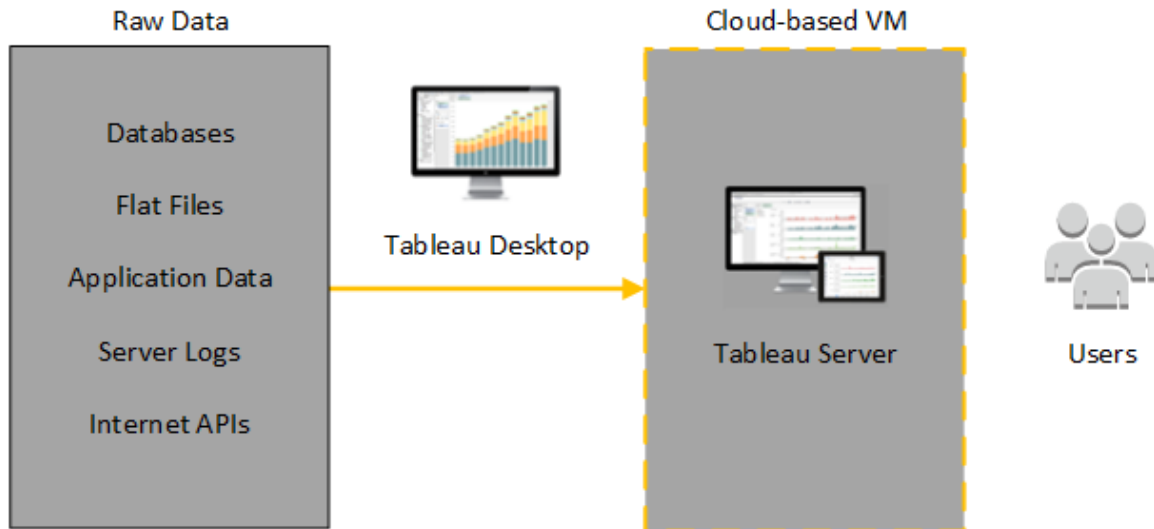 Raw Data
Databases
Flat Files
Application Data
Server Logs
Internet APIs
Tableau Desktop
Cloud-based VM
Tableau Server
Users